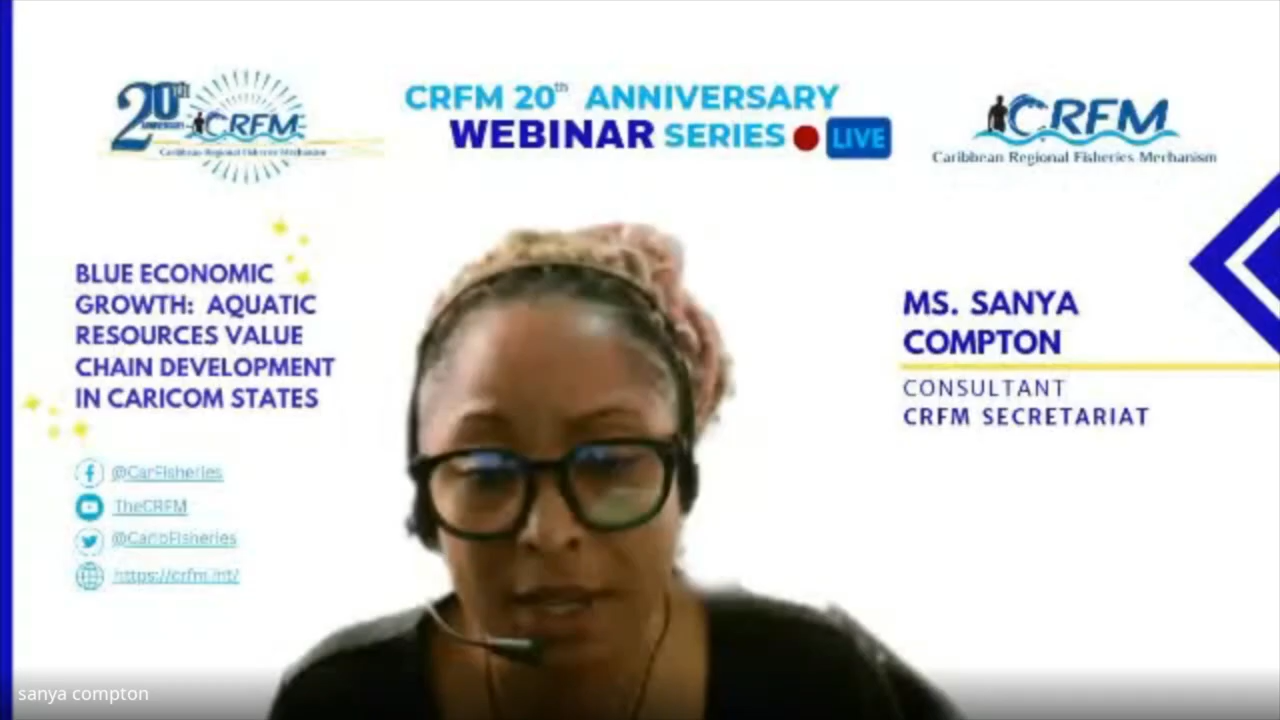 20th
ANNIVERSARY
CRFM
Caribbean Regional Fisheries Mechanism
CRFM 20th ANNIVERSARY
WEBINAR SERIES LIVE
CRFM
Caribbean Regional Fisheries Mechanism
BLUE ECONOMIC
GROWTH: AQUATIC
RESOURCES VALUE
CHAIN DEVELOPMENT
IN CARICOM STATES
@CarFisheries
TheCRFM
@CaribFisheries
https://crfm.int/
MS. SANYA
COMPTON
CONSULTANT
CRFM SECRETARIAT
sanya compton